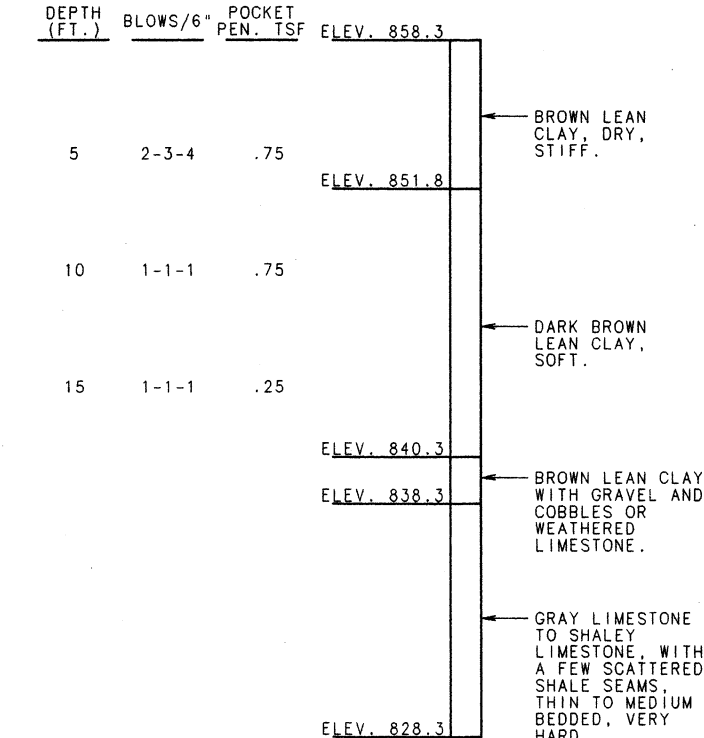 DEPTH (FT.) BLOWS/6" POCKET PEN. TSF
ELEV. 858.3
BROWN LEAN
CLAY, DRY,
STIFF.
5 2-3-4 .75
ELEV. 851.8
10 1-1-1 .75
DARK BROWN
LEAN CLAY,
SOFT.
15 1-1-1 .25
ELEV. 840.3
BROWN LEAN CLAY
WITH GRAVEL AND
COBBLES OR
WEATHERED
LIMESTONE.
ELEV. 838.3
GRAY LIMESTONE
TO SHALEY
LIMESTONE, WITH
A FEW SCATTERED
SHALE SEAMS,
THIN TO MEDIUM
BEDDED, VERY
HARD
ELEV. 828.3